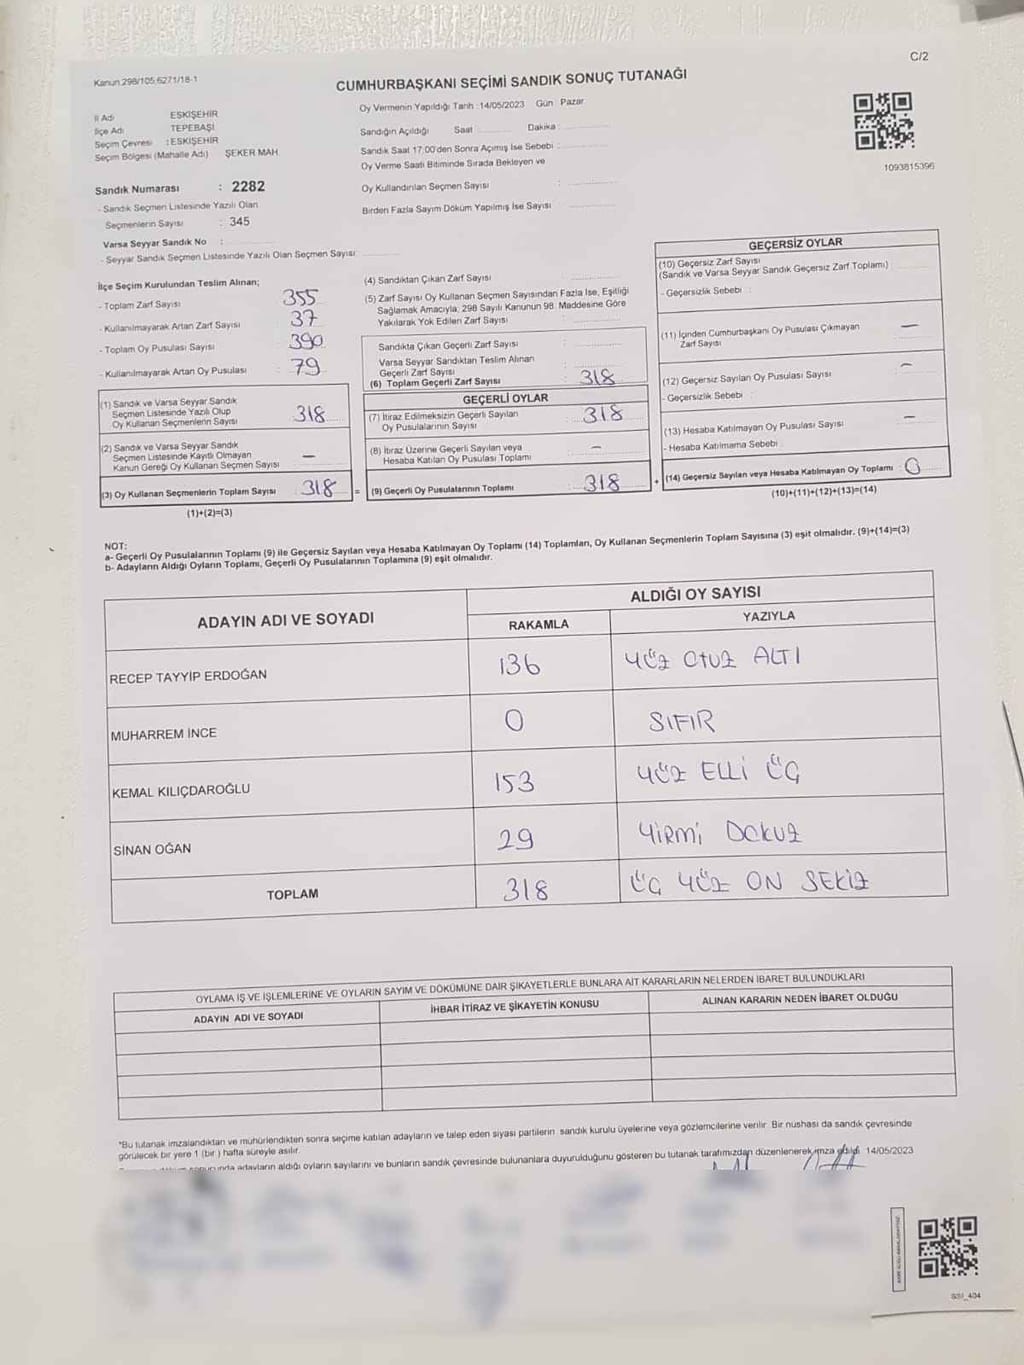 C/2
Kanun 298/105 6271/18-1
CUMHURBAŞKANI SEÇİMİ SANDIK SONUÇ TUTANAĞI
İl Adı ESKİŞEHİR
İlçe Adı TEPEBAŞI
Seçim Çevresi : ESKİŞEHİR
Seçim Bölgesi (Mahalle Adı) ŞEKER MAH
Oy Vermenin Yapıldığı Tarih :14/05/2023 Gün : Pazar
Sandığın Açıldığı Saat Dakika :
Sandık Saat 17:00'den Sonra Açımış İse Sebebi :
Oy Verme Saati Bitiminde Sırada Bekleyen ve
Oy Kullandırılan Seçmen Sayısı :
Birden Fazla Sayım Döküm Yapılmış İse Sayısı
1093815396
Sandık Numarası : 2282
- Sandık Seçmen Listesinde Yazılı Olan
Seçmenlerin Sayısı : 345
Varsa Seyyar Sandık No :
- Seyyar Sandık Seçmen Listesinde Yazılı Olan Seçmen Sayısı:
İlçe Seçim Kurulundan Teslim Alınan;
- Toplam Zarf Sayısı 355
- Kullanılmayarak Artan Zarf Sayısı 37
- Toplam Oy Pusulası Sayısı 390
- Kullanılmayarak Artan Oy Pusulası 79
(1) Sandık ve Varsa Seyyar Sandık
Seçmen Listesinde Yazılı Olup
Oy Kullanan Seçmenlerin Sayısı 318
(2) Sandık ve Varsa Seyyar Sandık
Seçmen Listesinde Kayıtlı Olmayan
Kanun Gereği Oy Kullanan Seçmen Sayısı —
(3) Oy Kullanan Seçmenlerin Toplam Sayısı 318 =
(1)+(2)=(3)
(4) Sandıktan Çıkan Zarf Sayısı
(5) Zarf Sayısı Oy Kullanan Seçmen Sayısından Fazla İse, Eşitliği
Sağlamak Amacıyla; 298 Sayılı Kanunun 98. Maddesine Göre
Yakılarak Yok Edilen Zarf Sayısı
Sandıkta Çıkan Geçerli Zarf Sayısı
Varsa Seyyar Sandıktan Teslim Alınan
Geçerli Zarf Sayısı
(6) Toplam Geçerli Zarf Sayısı 318
GEÇERLİ OYLAR
(7) İtiraz Edilmeksizin Geçerli Sayılan
Oy Pusulalarının Sayısı 318
(8) İtiraz Üzerine Geçerli Sayılan veya
Hesaba Katılan Oy Pusulası Toplamı —
(9) Geçerli Oy Pusulalarının Toplamı 318 +
GEÇERSİZ OYLAR
(10) Geçersiz Zarf Sayısı
(Sandık ve Varsa Seyyar Sandık Geçersiz Zarf Toplamı)
- Geçersizlik Sebebi :
(11) İçinden Cumhurbaşkanı Oy Pusulası Çıkmayan
Zarf Sayısı —
(12) Geçersiz Sayılan Oy Pusulası Sayısı —
- Geçersizlik Sebebi :
(13) Hesaba Katılmayan Oy Pusulası Sayısı —
- Hesaba Katılmama Sebebi :
(14) Geçersiz Sayılan veya Hesaba Katılmayan Oy Toplamı : 0
(10)+(11)+(12)+(13)=(14)
NOT:
a- Geçerli Oy Pusulalarının Toplamı (9) ile Geçersiz Sayılan veya Hesaba Katılmayan Oy Toplamı (14) Toplamları, Oy Kullanan Seçmenlerin Toplam Sayısına (3) eşit olmalıdır. (9)+(14)=(3)
b- Adayların Aldığı Oyların Toplamı, Geçerli Oy Pusulalarının Toplamına (9) eşit olmalıdır.
ADAYIN ADI VE SOYADI ALDIĞI OY SAYISI
RAKAMLA YAZIYLA
RECEP TAYYİP ERDOĞAN 136 YÜZ OTUZ ALTI
MUHARREM İNCE 0 SIFIR
KEMAL KILIÇDAROĞLU 153 YÜZ ELLİ ÜÇ
SİNAN OĞAN 29 YİRMİ DOKUZ
TOPLAM 318 ÜÇ YÜZ ON SEKİZ
OYLAMA İŞ VE İŞLEMLERİNE VE OYLARIN SAYIM VE DÖKÜMÜNE DAİR ŞİKAYETLERLE BUNLARA AİT KARARLARIN NELERDEN İBARET BULUNDUKLARI
ADAYIN ADI VE SOYADI İHBAR İTİRAZ VE ŞİKAYETİN KONUSU ALINAN KARARIN NEDEN İBARET OLDUĞU
*Bu tutanak imzalandıktan ve mühürlendikten sonra seçime katılan adayların ve talep eden siyasi partilerin sandık kurulu üyelerine veya gözlemcilerine verilir. Bir nushası da sandık çevresinde
görülecek bir yere 1 (bir) hafta süreyle asılır.
adayların aldığı oyların sayılarını ve bunların sandık çevresinde bulunanlara duyurulduğunu gösteren bu tutanak tarafımızdan düzenlenerek imza edildi. 14/05/2023
SSI_404